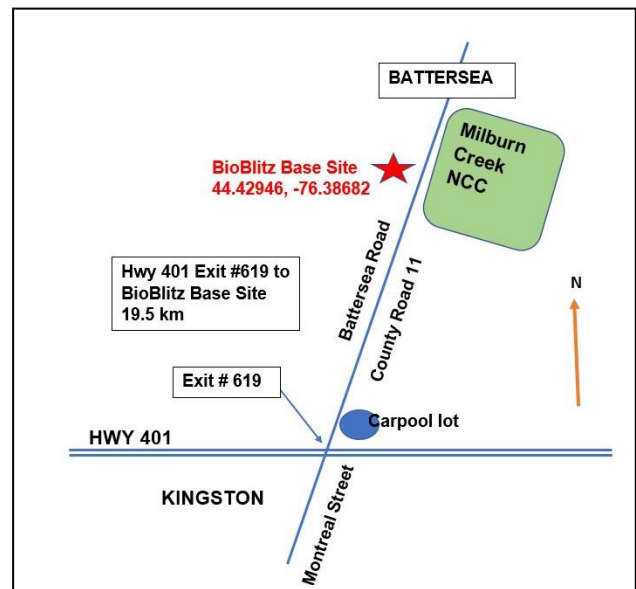 BATTERSEA
Milburn
Creek
NCC
BioBlitz Base Site
44.42946, -76.38682
Battersea Road
County Road 11
Hwy 401 Exit #619 to
BioBlitz Base Site
19.5 km
N
Exit # 619
Carpool lot
HWY 401
KINGSTON
Montreal Street